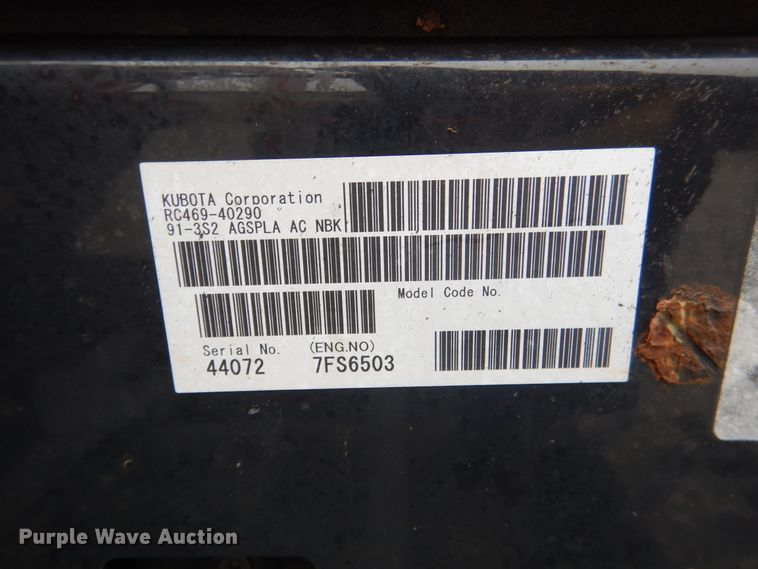 KUBOTA Corporation
RC469-40290
91-3S2 AGSPLA AC NBK
Model Code No.
Serial No. (ENG.NO)
44072 7FS6503
Purple Wave Auction